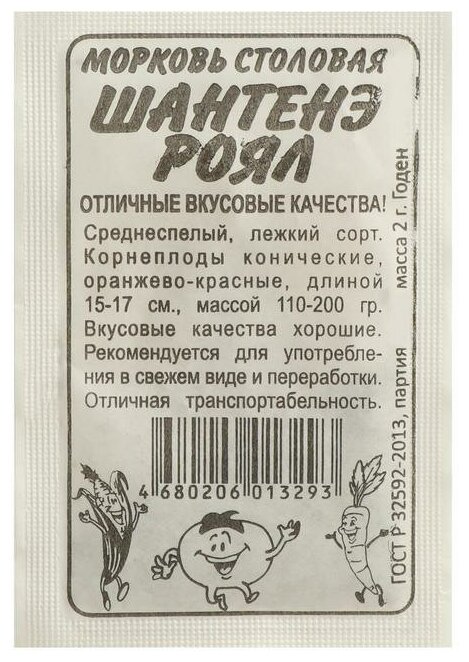 МОРКОВЬ СТОЛОВАЯ
ШАНТЕНЭ
РОЯЛ
ОТЛИЧНЫЕ ВКУСОВЫЕ КАЧЕСТВА!
Среднеспелый, лежкий сорт.
Корнеплоды конические,
оранжево-красные, длиной
15-17 см., массой 110-200 гр.
Вкусовые качества хорошие.
Рекомендуется для употребле-
ния в свежем виде и переработки.
Отличная транспортабельность.
4 680206 013293
ГОСТ Р 32592-2013, партия масса 2 г. Годен